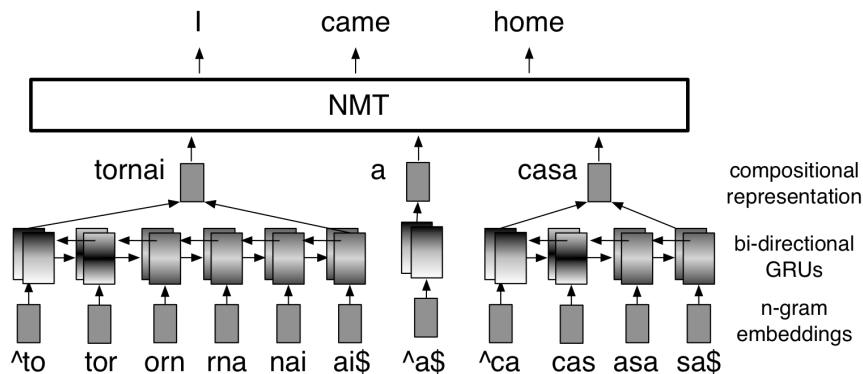 I came home
NMT
tornai a casa
compositional
representation
bi-directional
GRUs
n-gram
embeddings
^to tor orn rna nai ai$ ^a$ ^ca cas asa sa$